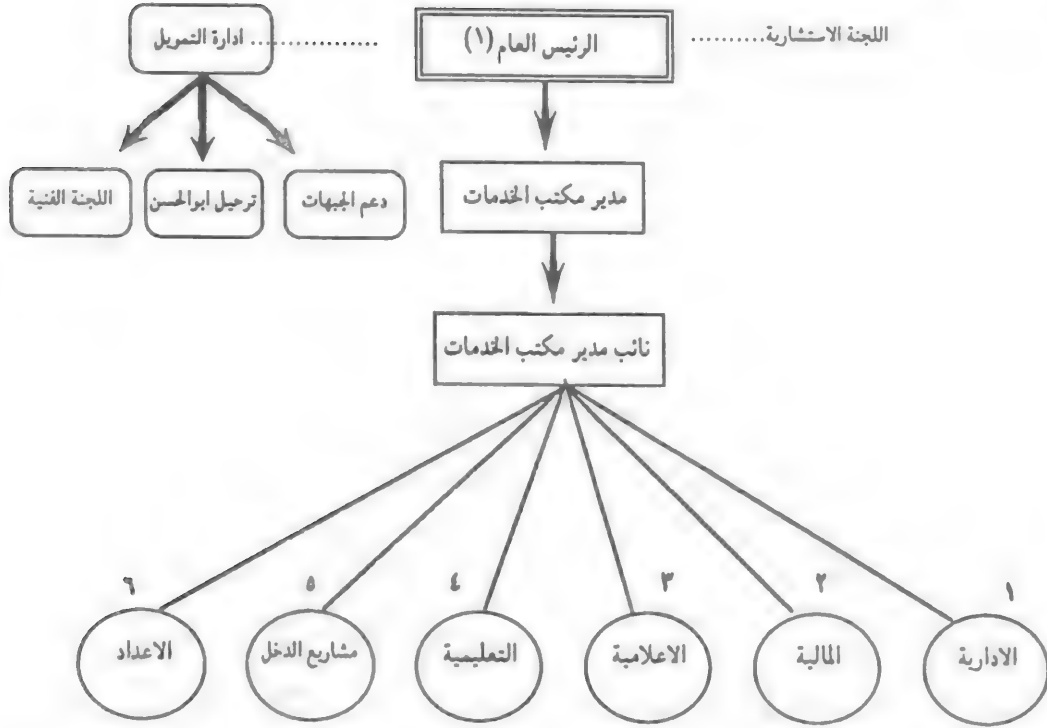 اللجنة الاستشارية..........
الرئيس العام (١)
ادارة التمويل ...............
دعم الجبهات
ترحيل ابوالحسن
اللجنة الفنية
مدير مكتب الخدمات
نائب مدير مكتب الخدمات
١
٢
٣
٤
٥
٦
الادارية
المالية
الاعلامية
التعليمية
مشاريع الدخل
الاعداد